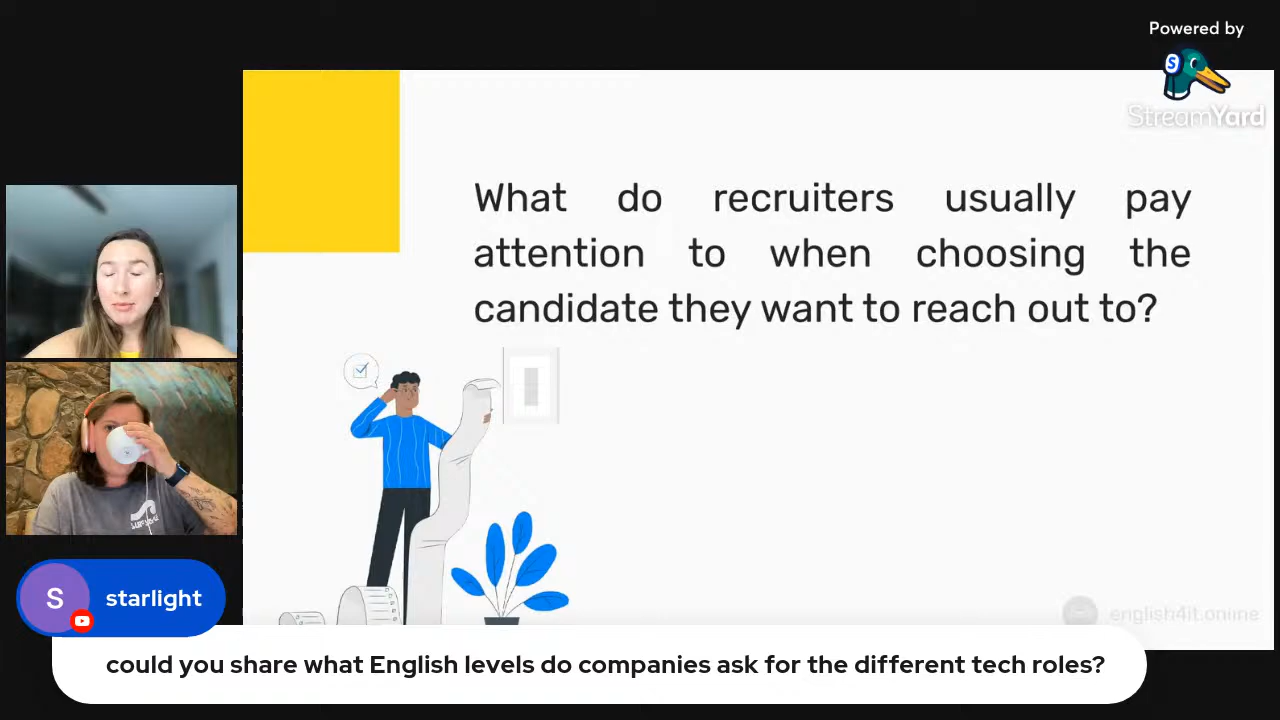 Powered by
StreamYard
What do recruiters usually pay
attention to when choosing the
candidate they want to reach out to?
english4it.online
S
starlight
could you share what English levels do companies ask for the different tech roles?